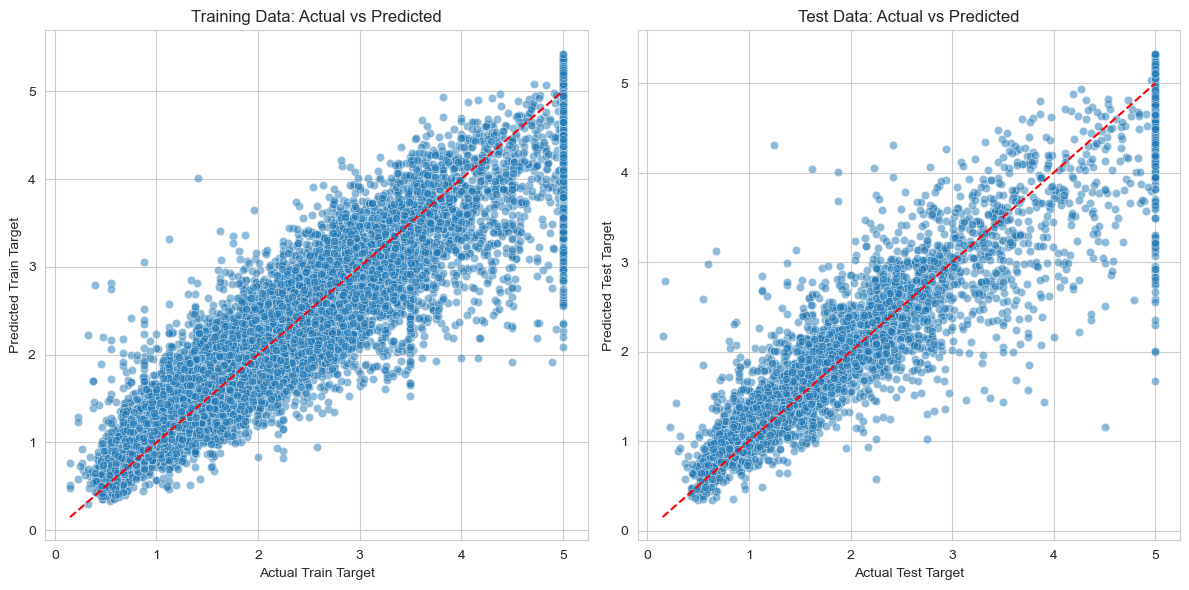 Training Data: Actual vs Predicted
5
4
3
2
1
0
Predicted Train Target
0 1 2 3 4 5
Actual Train Target
Test Data: Actual vs Predicted
5
4
3
2
1
0
Predicted Test Target
0 1 2 3 4 5
Actual Test Target